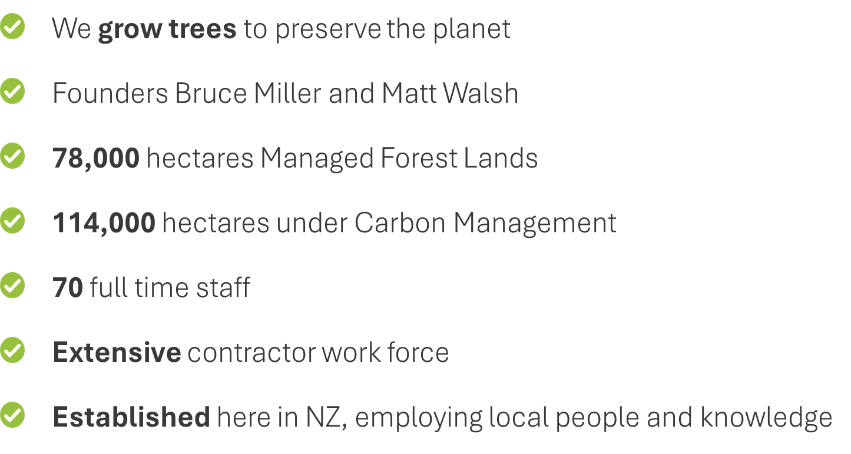 We grow trees to preserve the planet
Founders Bruce Miller and Matt Walsh
78,000 hectares Managed Forest Lands
114,000 hectares under Carbon Management
70 full time staff
Extensive contractor work force
Established here in NZ, employing local people and knowledge